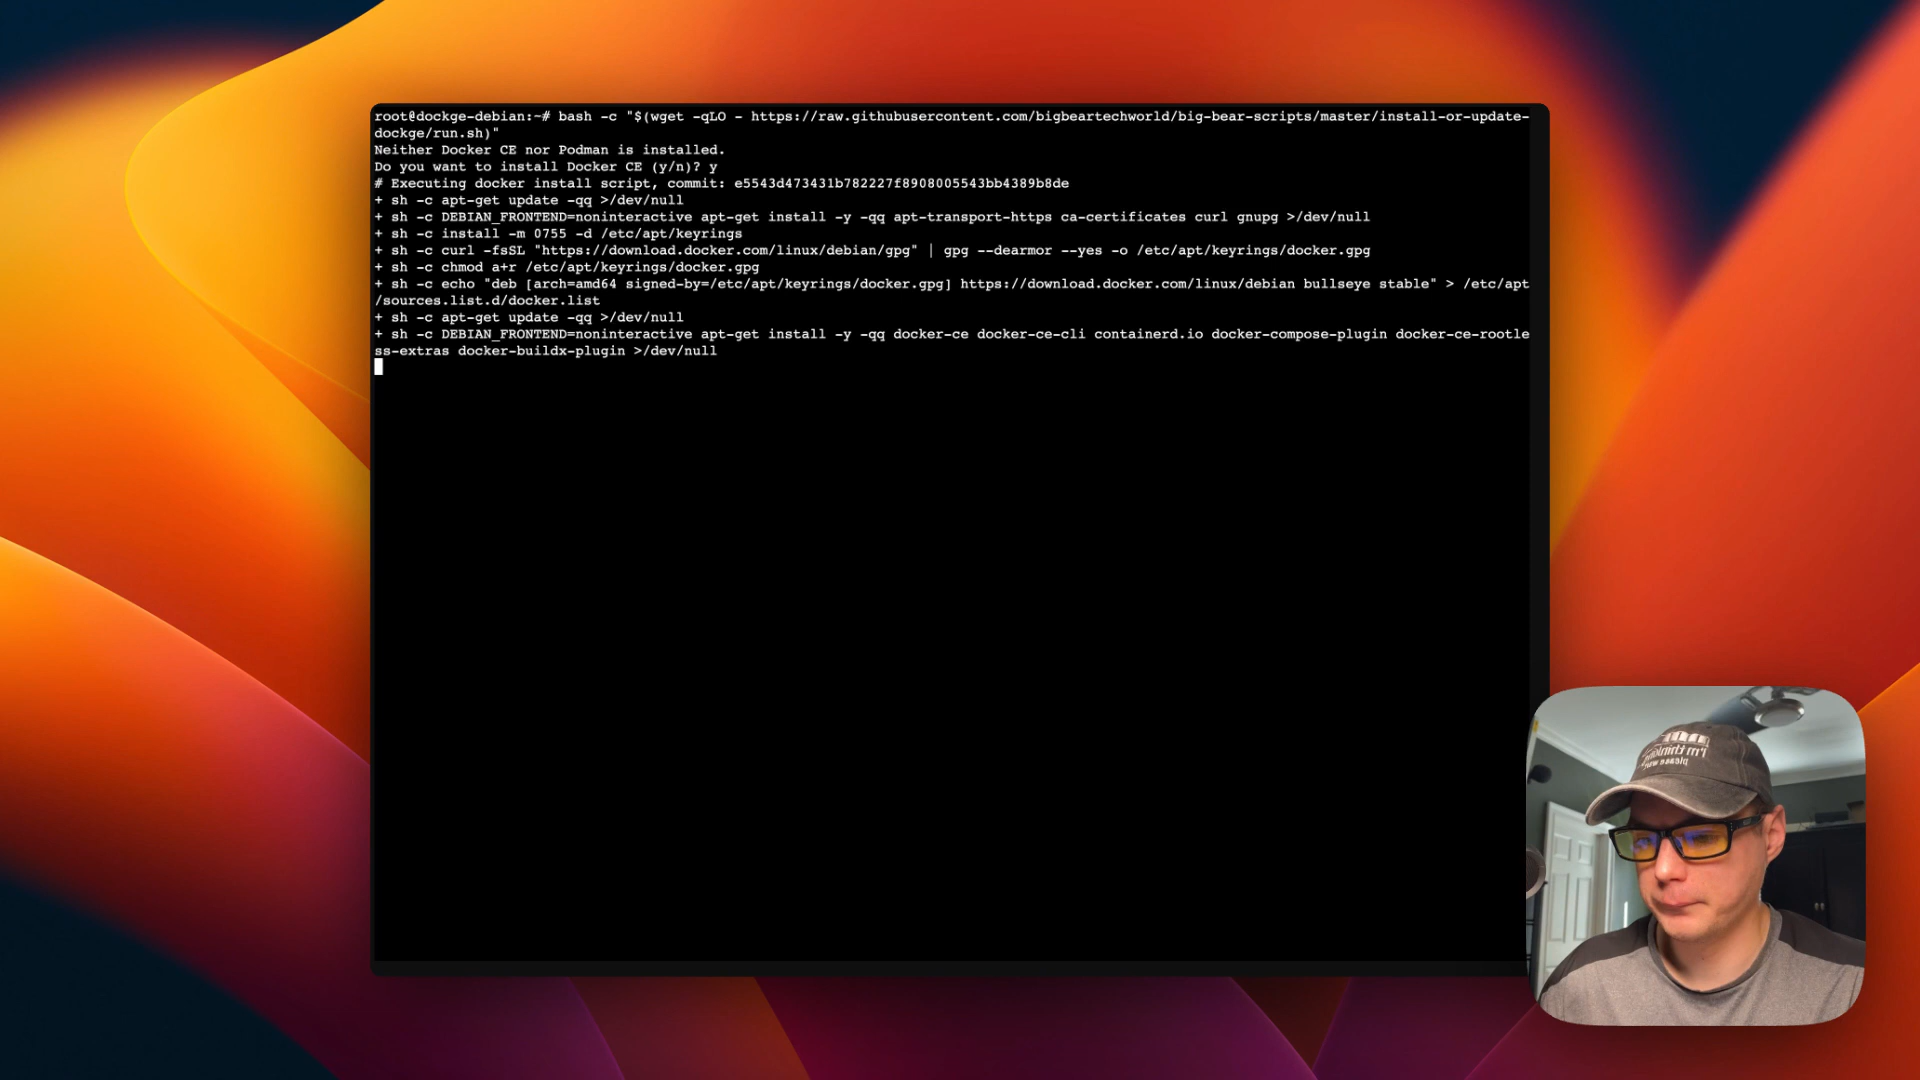 root@dockge-debian:~# bash -c "$(wget -qLO - https://raw.githubusercontent.com/bigbeartechworld/big-bear-scripts/master/install-or-update-
dockge/run.sh)"
Neither Docker CE nor Podman is installed.
Do you want to install Docker CE (y/n)? y
# Executing docker install script, commit: e5543d473431b782227f8908005543bb4389b8de
+ sh -c apt-get update -qq >/dev/null
+ sh -c DEBIAN_FRONTEND=noninteractive apt-get install -y -qq apt-transport-https ca-certificates curl gnupg >/dev/null
+ sh -c install -m 0755 -d /etc/apt/keyrings
+ sh -c curl -fsSL "https://download.docker.com/linux/debian/gpg" | gpg --dearmor --yes -o /etc/apt/keyrings/docker.gpg
+ sh -c chmod a+r /etc/apt/keyrings/docker.gpg
+ sh -c echo "deb [arch=amd64 signed-by=/etc/apt/keyrings/docker.gpg] https://download.docker.com/linux/debian bullseye stable" > /etc/apt
/sources.list.d/docker.list
+ sh -c apt-get update -qq >/dev/null
+ sh -c DEBIAN_FRONTEND=noninteractive apt-get install -y -qq docker-ce docker-ce-cli containerd.io docker-compose-plugin docker-ce-rootle
ss-extras docker-buildx-plugin >/dev/null
I'm thinking
please wait